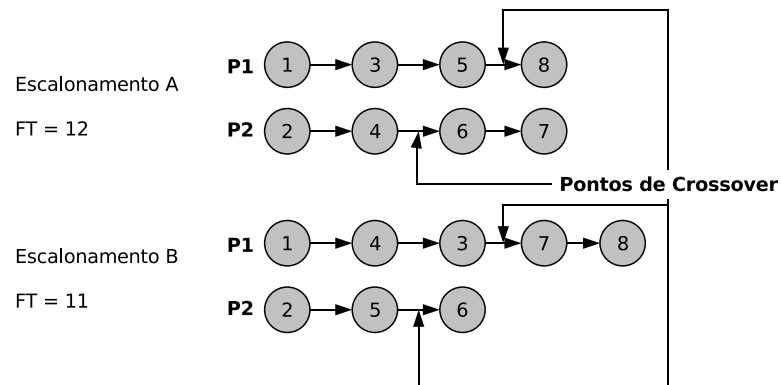 P1 1 3 5 8
Escalonamento A
P2 2 4 6 7
FT = 12
Pontos de Crossover
P1 1 4 3 7 8
Escalonamento B
P2 2 5 6
FT = 11